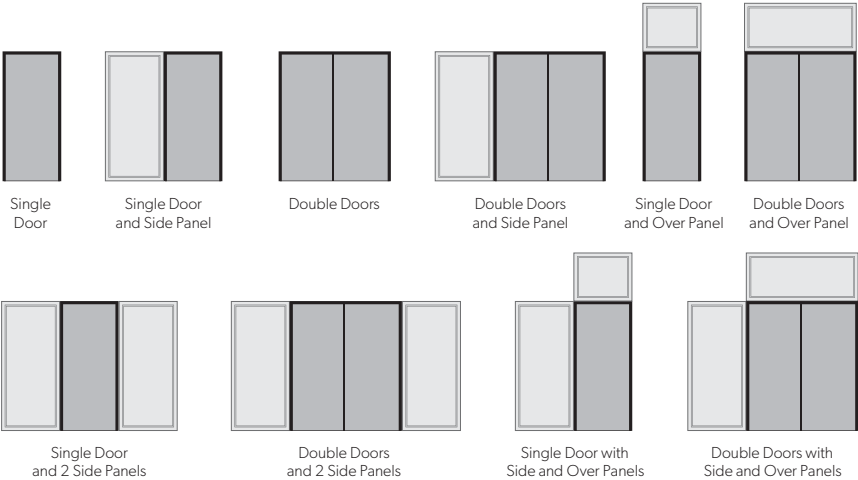 Single
Door
Single Door
and Side Panel
Double Doors
Double Doors
and Side Panel
Single Door
and Over Panel
Double Doors
and Over Panel
Single Door
and 2 Side Panels
Double Doors
and 2 Side Panels
Single Door with
Side and Over Panels
Double Doors with
Side and Over Panels